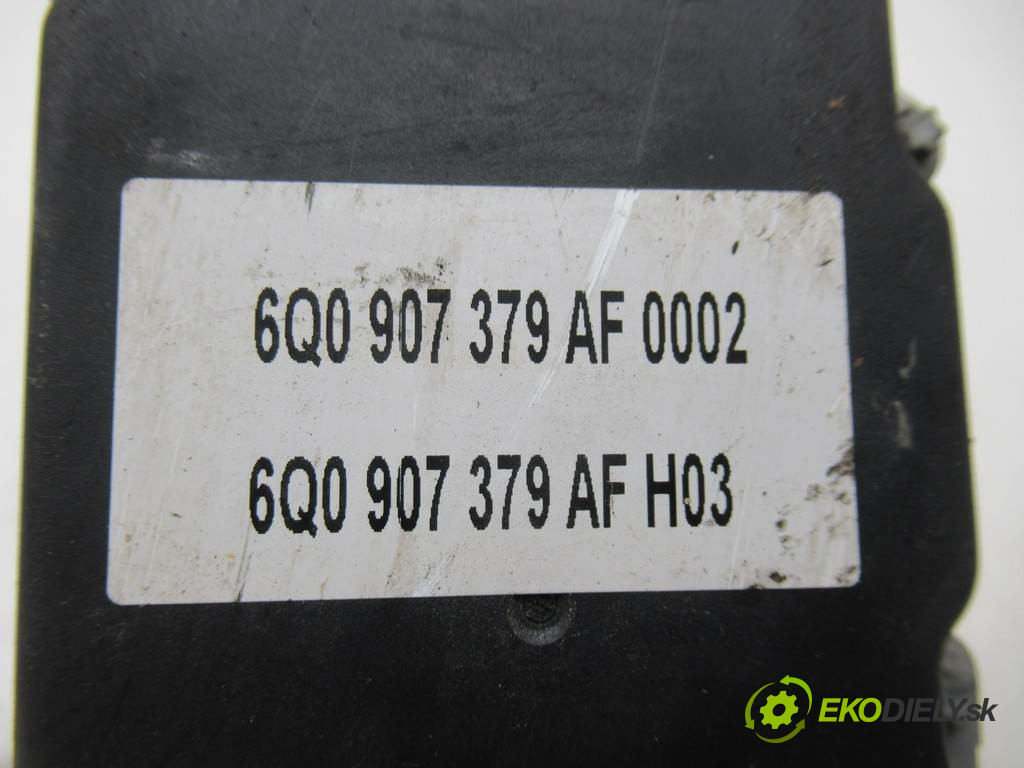 6Q0 907 379 AF 0002
6Q0 907 379 AF H03
EKODIELY.sk